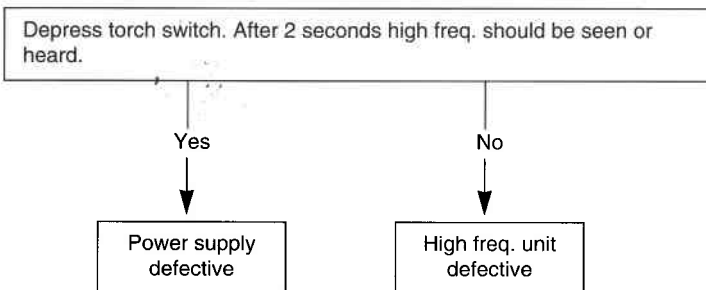 Depress torch switch. After 2 seconds high freq. should be seen or
heard.
Yes
No
Power supply
defective
High freq. unit
defective